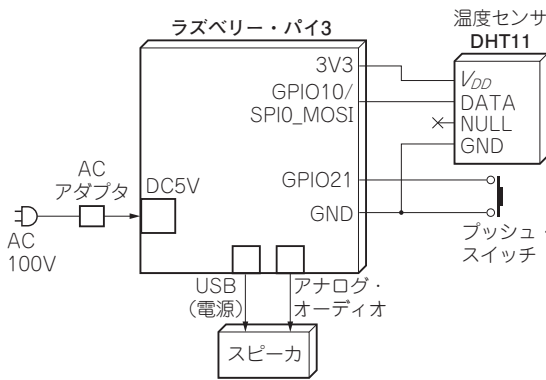 ラズベリー・パイ3
温度センサ
DHT11
3V3
GPIO10/
SPI0_MOSI
VDD
DATA
NULL
GND
GPIO21
GND
AC
アダプタ
DC5V
AC
100V
プッシュ・
スイッチ
USB
(電源)
アナログ・
オーディオ
スピーカ